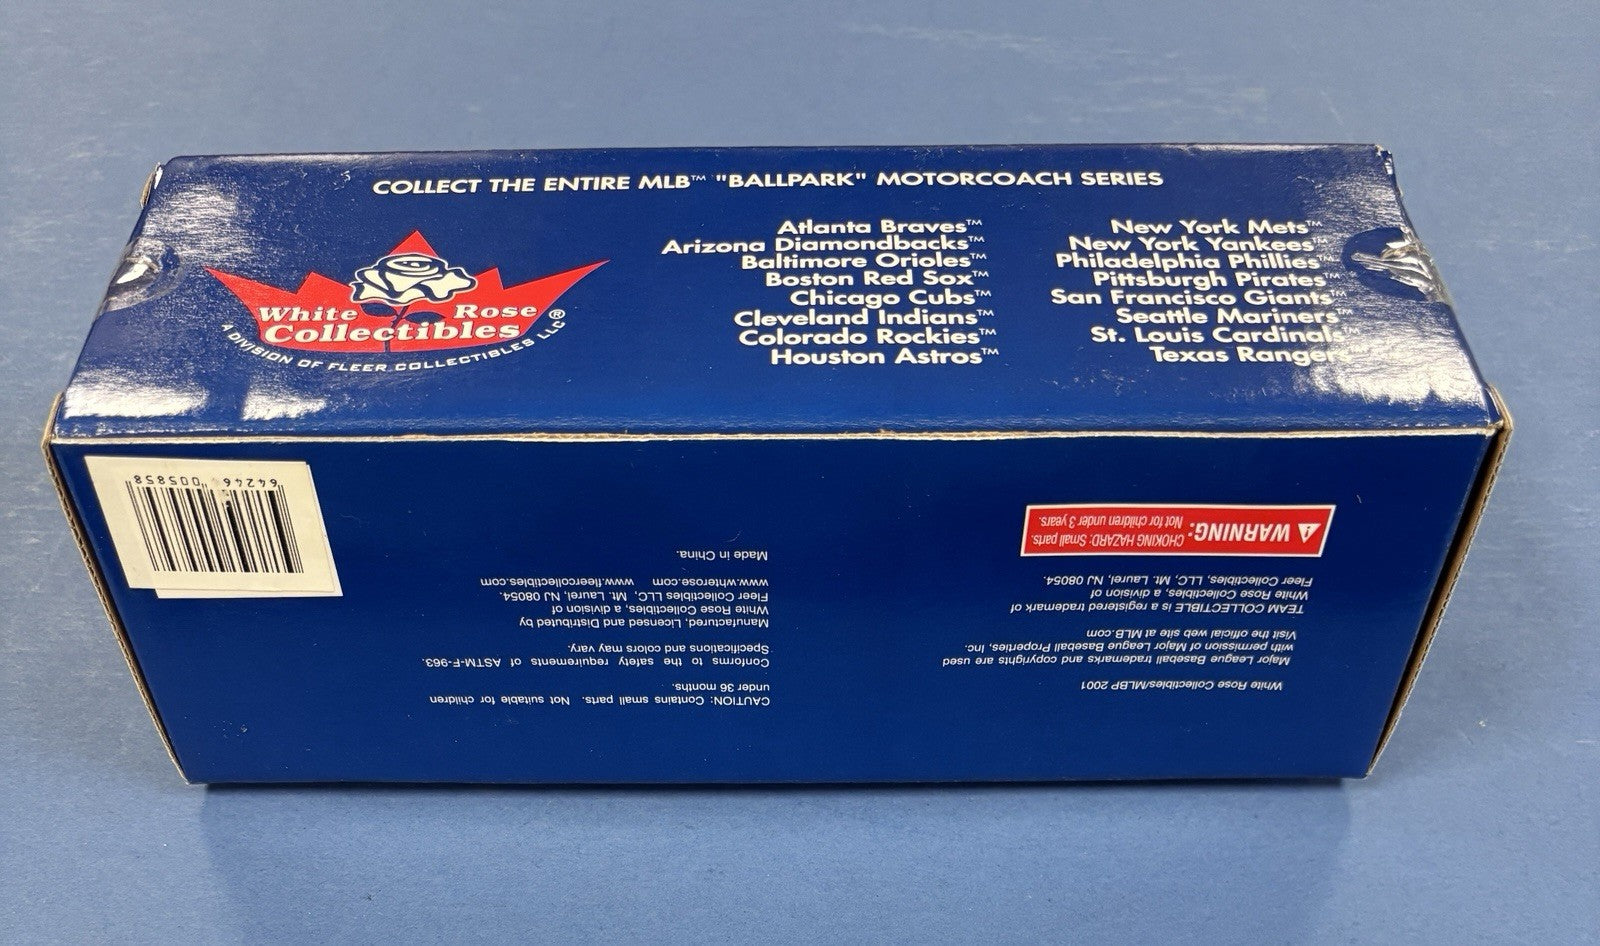 COLLECT THE ENTIRE MLB™ "BALLPARK" MOTORCOACH SERIES
White Rose
Collectibles®
A DIVISION OF FLEER COLLECTIBLES LLC
Atlanta Braves™
Arizona Diamondbacks™
Baltimore Orioles™
Boston Red Sox™
Chicago Cubs™
Cleveland Indians™
Colorado Rockies™
Houston Astros™
New York Mets™
New York Yankees™
Philadelphia Phillies™
Pittsburgh Pirates™
San Francisco Giants™
Seattle Mariners™
St. Louis Cardinals™
Texas Rangers™
White Rose Collectibles/MLBP 2001
Major League Baseball trademarks and copyrights are used
with permission of Major League Baseball Properties, Inc.
Visit the official web site at MLB.com
TEAM COLLECTIBLE is a registered trademark of
White Rose Collectibles, a division of
Fleer Collectibles, LLC, Mt. Laurel, NJ 08054.
WARNING:
CHOKING HAZARD: Small parts.
Not for children under 3 years.
CAUTION: Contains small parts. Not suitable for children
under 36 months.
Conforms to the safety requirements of ASTM-F-963.
Specifications and colors may vary.
Manufactured, Licensed and Distributed by
White Rose Collectibles, a division of
Fleer Collectibles LLC, Mt. Laurel, NJ 08054.
www.whterose.com www.fleercollectibles.com
Made in China.
64246 005858